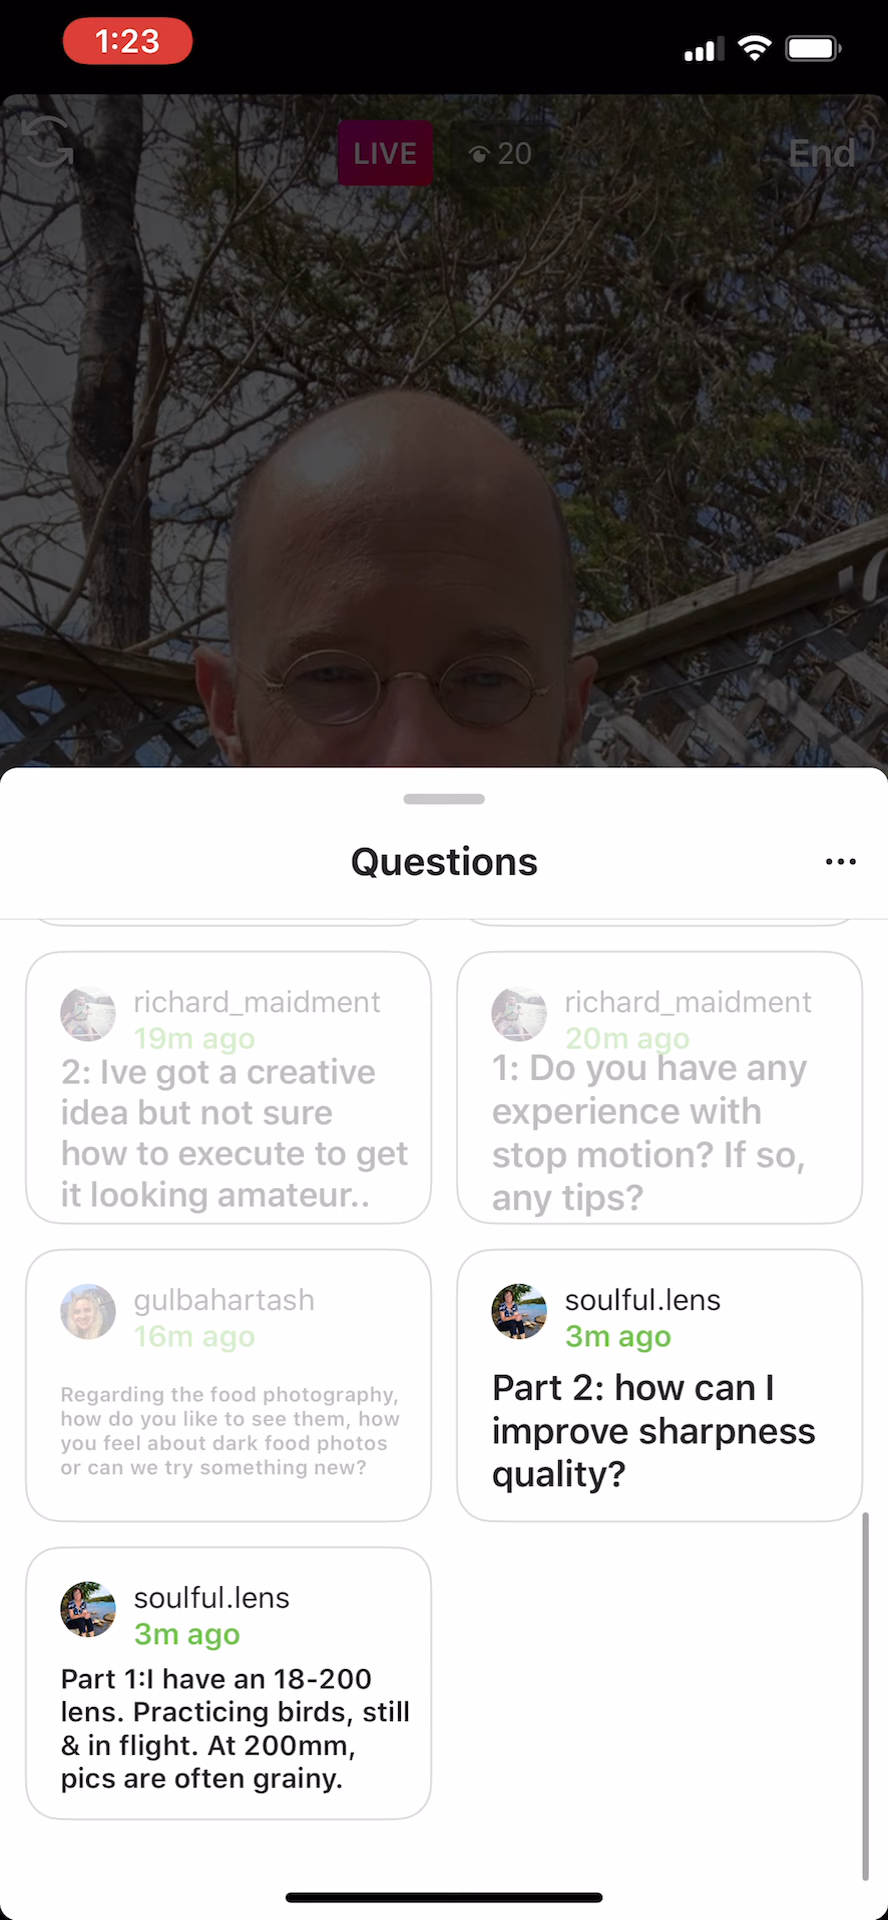 1:23
LIVE
20
End
Questions
richard_maidment
19m ago
2: Ive got a creative
idea but not sure
how to execute to get
it looking amateur..
richard_maidment
20m ago
1: Do you have any
experience with
stop motion? If so,
any tips?
gulbahartash
16m ago
Regarding the food photography,
how do you like to see them, how
you feel about dark food photos
or can we try something new?
soulful.lens
3m ago
Part 2: how can I
improve sharpness
quality?
soulful.lens
3m ago
Part 1:I have an 18-200
lens. Practicing birds, still
& in flight. At 200mm,
pics are often grainy.